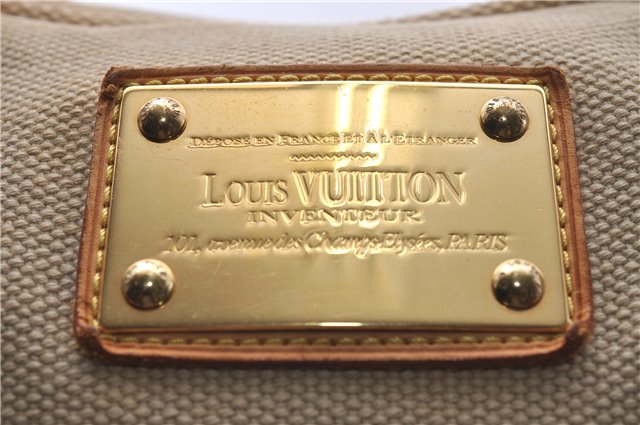 DÉPOSÉ EN FRANCE ET A L'ÉTRANGER
LOUIS VUITTON
INVENTEUR
101, avenue des Champs Elysées, PARIS